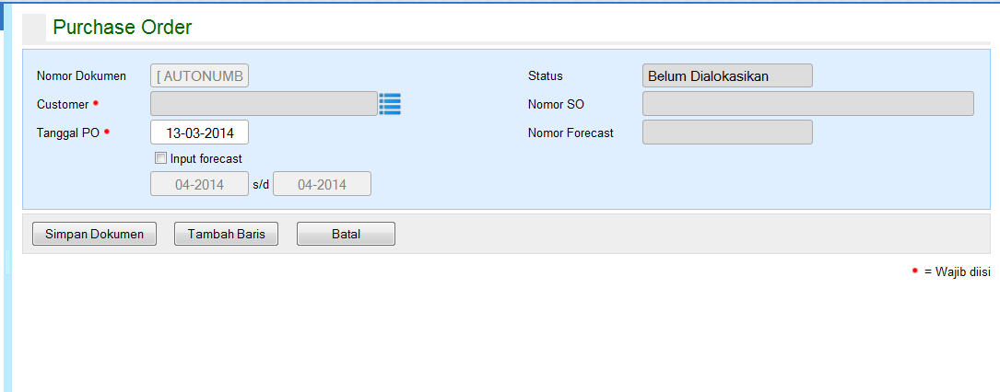 Purchase Order
Nomor Dokumen [ AUTONUMB Status Belum Dialokasikan
Customer • Nomor SO
Tanggal PO • 13-03-2014 Nomor Forecast
Input forecast
04-2014 s/d 04-2014
Simpan Dokumen Tambah Baris Batal
• = Wajib diisi